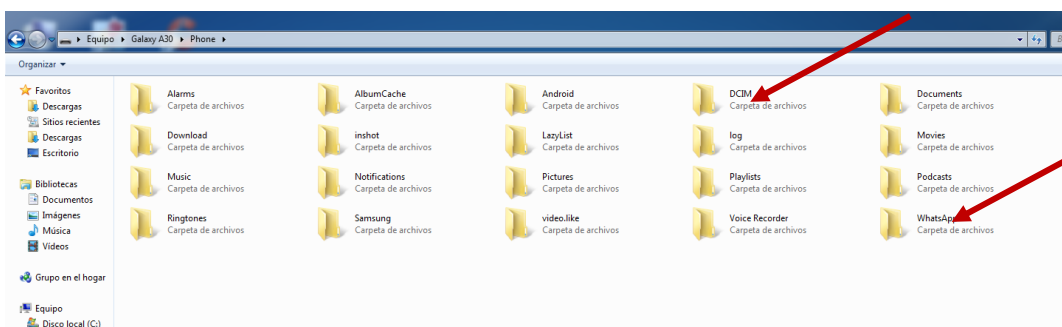 Equipo Galaxy A30 Phone
Organizar
Favoritos
Descargas
Sitios recientes
Descargas
Escritorio
Bibliotecas
Documentos
Imágenes
Música
Vídeos
Grupo en el hogar
Equipo
Disco local (C:)
Alarms
Carpeta de archivos
AlbumCache
Carpeta de archivos
Android
Carpeta de archivos
DCIM
Carpeta de archivos
Documents
Carpeta de archivos
Download
Carpeta de archivos
inshot
Carpeta de archivos
LazyList
Carpeta de archivos
log
Carpeta de archivos
Movies
Carpeta de archivos
Music
Carpeta de archivos
Notifications
Carpeta de archivos
Pictures
Carpeta de archivos
Playlists
Carpeta de archivos
Podcasts
Carpeta de archivos
Ringtones
Carpeta de archivos
Samsung
Carpeta de archivos
video.like
Carpeta de archivos
Voice Recorder
Carpeta de archivos
WhatsApp
Carpeta de archivos